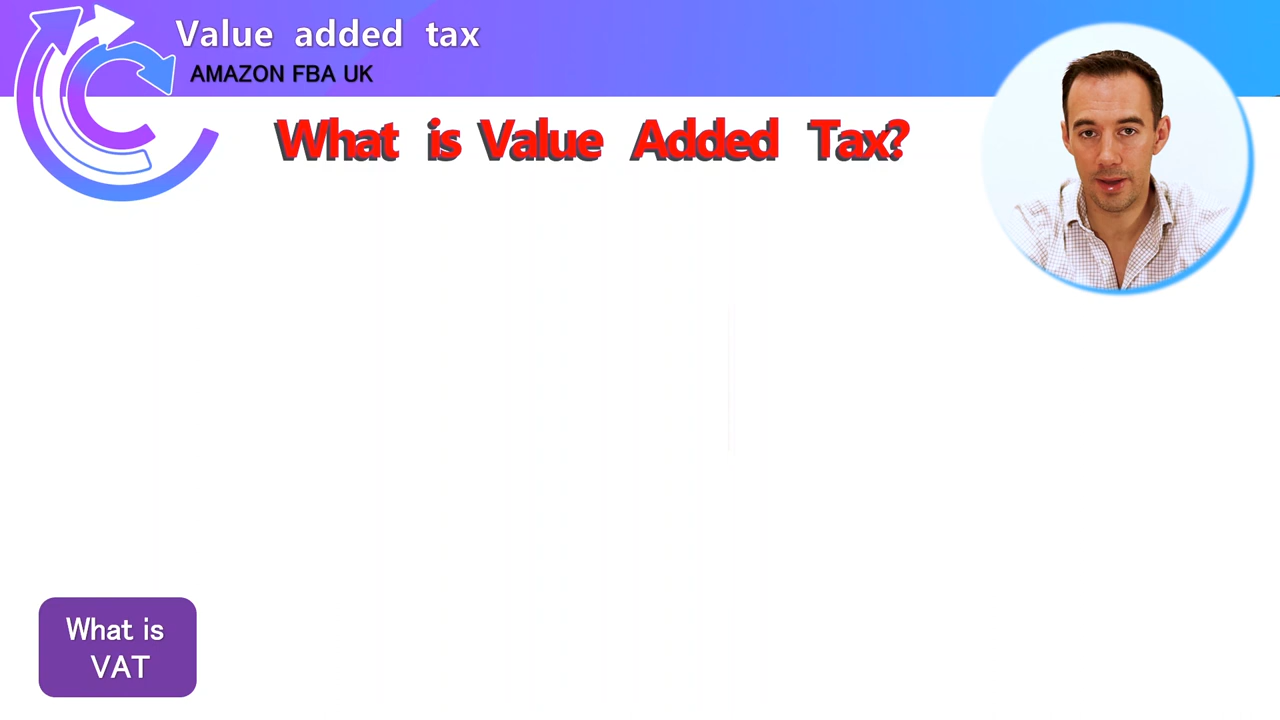 Value added tax
AMAZON FBA UK
What is Value Added Tax?
What is
VAT